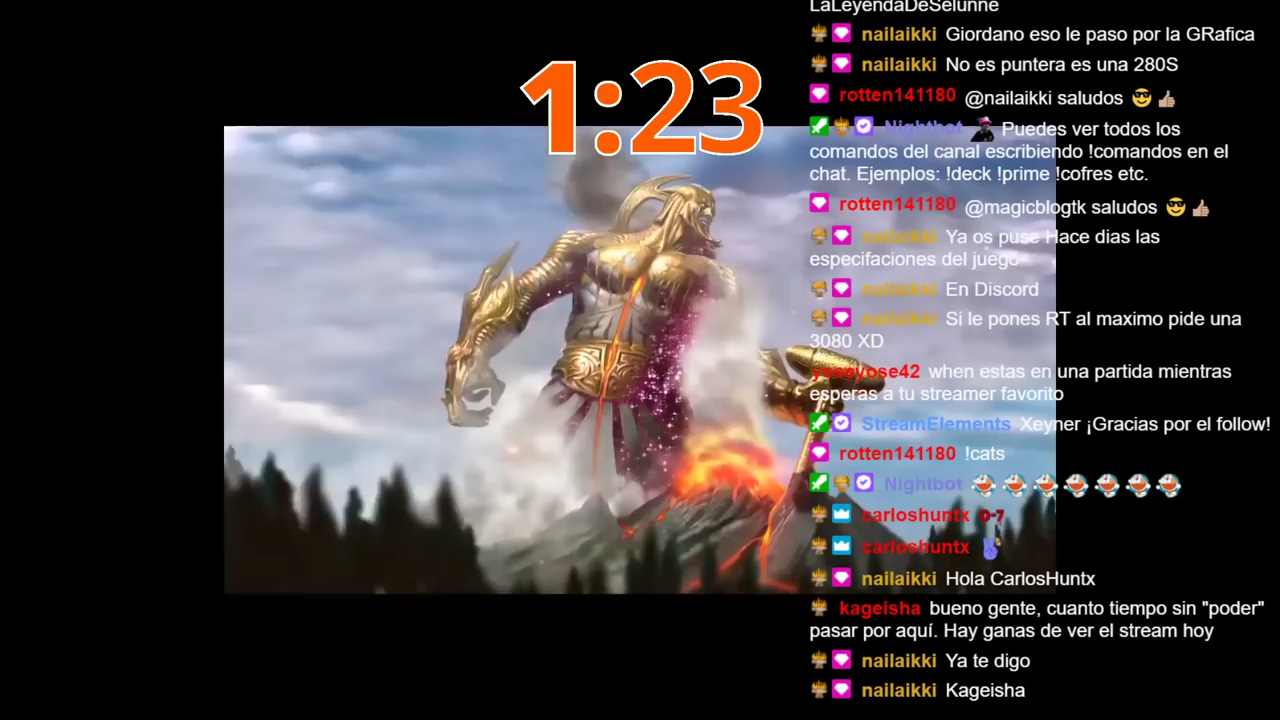 LaLeyendaDeSelunne
nailaikki Giordano eso le paso por la GRafica
1:23
nailaikki No es puntera es una 280S
rotten141180 @nailaikki saludos
Nightbot Puedes ver todos los
comandos del canal escribiendo !comandos en el
chat. Ejemplos: !deck !prime !cofres etc.
rotten141180 @magicblogtk saludos
nailaikki Ya os puse Hace dias las
especifaciones del juego
nailaikki En Discord
nailaikki Si le pones RT al maximo pide una
3080 XD
yoseyose42 when estas en una partida mientras
esperas a tu streamer favorito
StreamElements Xeyner ¡Gracias por el follow!
rotten141180 !cats
Nightbot
carloshuntx 0-7
carloshuntx
nailaikki Hola CarlosHuntx
kageisha bueno gente, cuanto tiempo sin "poder"
pasar por aquí. Hay ganas de ver el stream hoy
nailaikki Ya te digo
nailaikki Kageisha